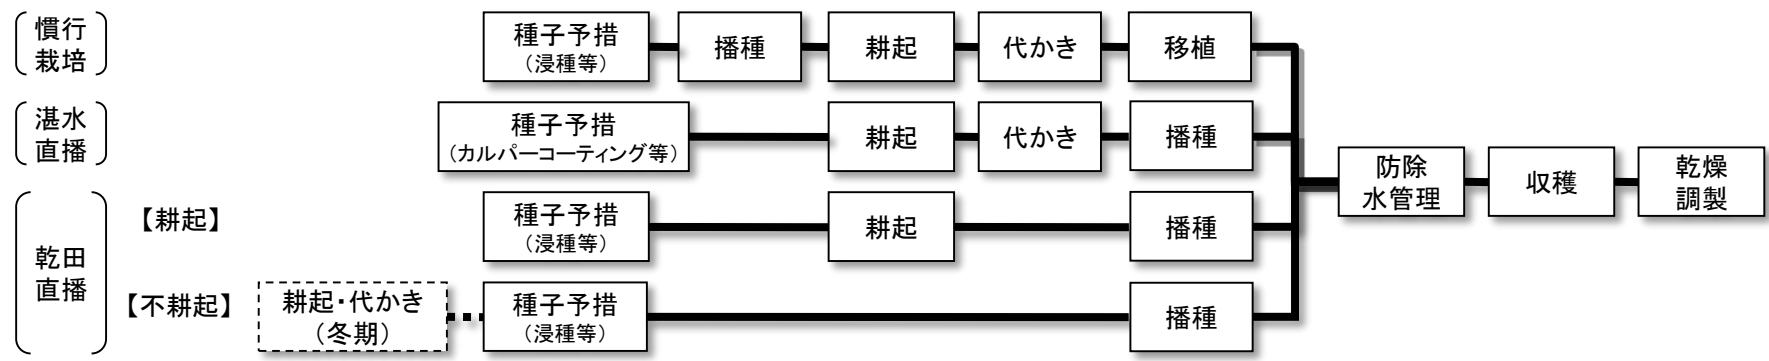 慣行
栽培
種子予措
（浸種等）
播種
耕起
代かき
移植
湛水
直播
種子予措
（カルパーコーティング等）
耕起
代かき
播種
防除
水管理
収穫
乾燥
調製
乾田
直播
【耕起】
種子予措
（浸種等）
耕起
播種
【不耕起】
耕起・代かき
（冬期）
種子予措
（浸種等）
播種